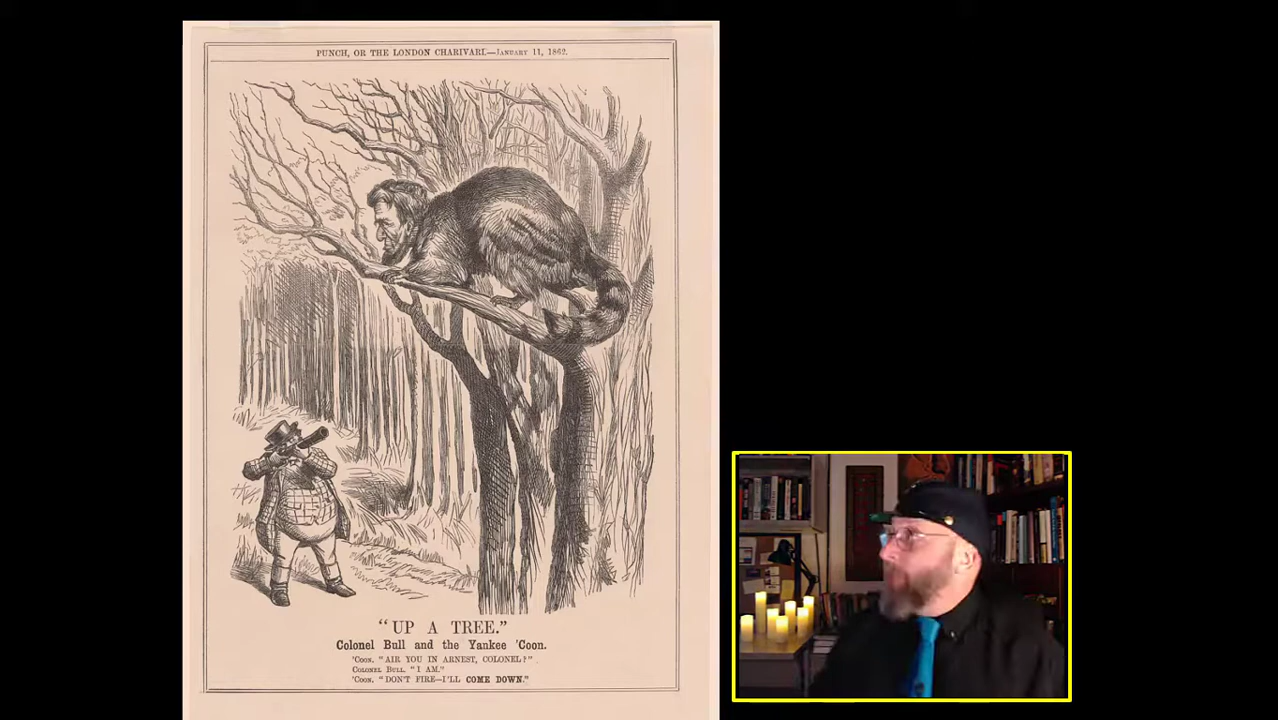 PUNCH, OR THE LONDON CHARIVARI.—JANUARY 11, 1862.
"UP A TREE."
Colonel Bull and the Yankee 'Coon.
'COON. "AIR YOU IN ARNEST, COLONEL?"
COLONEL BULL. "I AM."
'COON. "DON'T FIRE—I'LL COME DOWN."